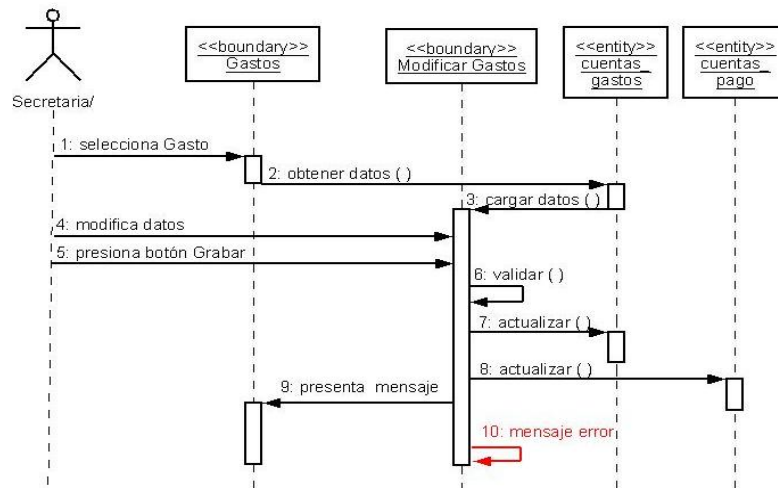 Secretaria/
<<boundary>>
Gastos
<<boundary>>
Modificar Gastos
<<entity>>
cuentas_
gastos
<<entity>>
cuentas_
pago
1: selecciona Gasto
2: obtener datos ( )
3: cargar datos ( )
4: modifica datos
5: presiona botón Grabar
6: validar ( )
7: actualizar ( )
8: actualizar ( )
9: presenta mensaje
10: mensaje error